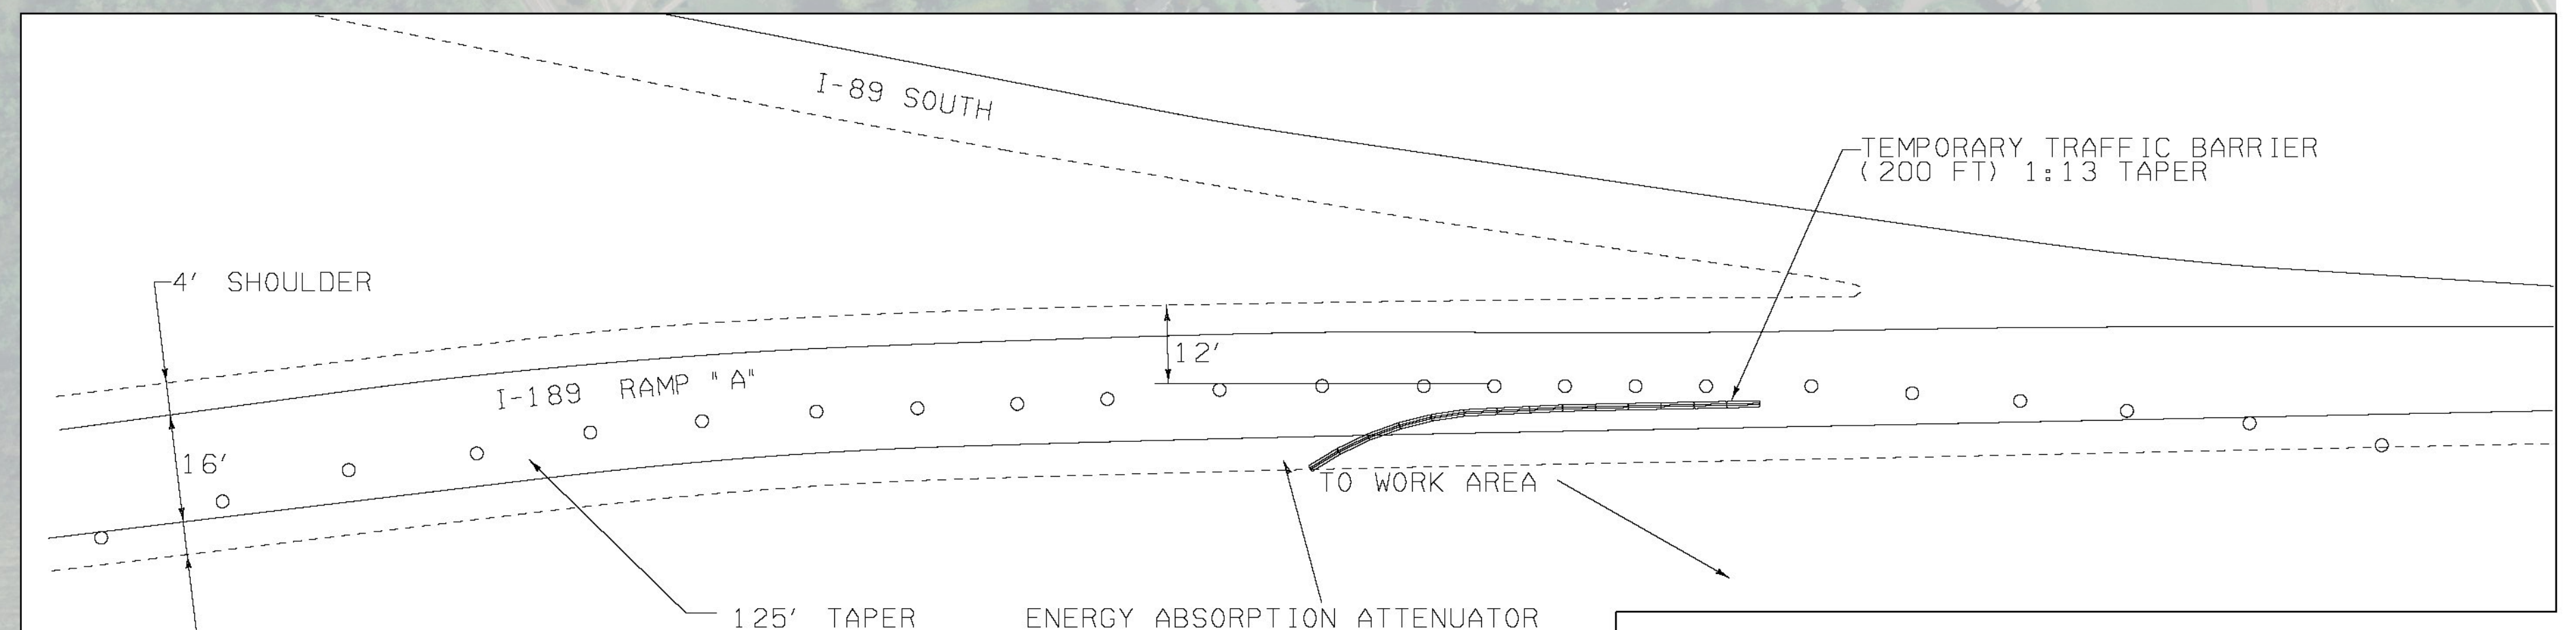 I-89 SOUTH
TEMPORARY TRAFFIC BARRIER
(200 FT) 1:13 TAPER
4' SHOULDER
12'
I-189 RAMP "A"
16'
TO WORK AREA
125' TAPER
ENERGY ABSORPTION ATTENUATOR